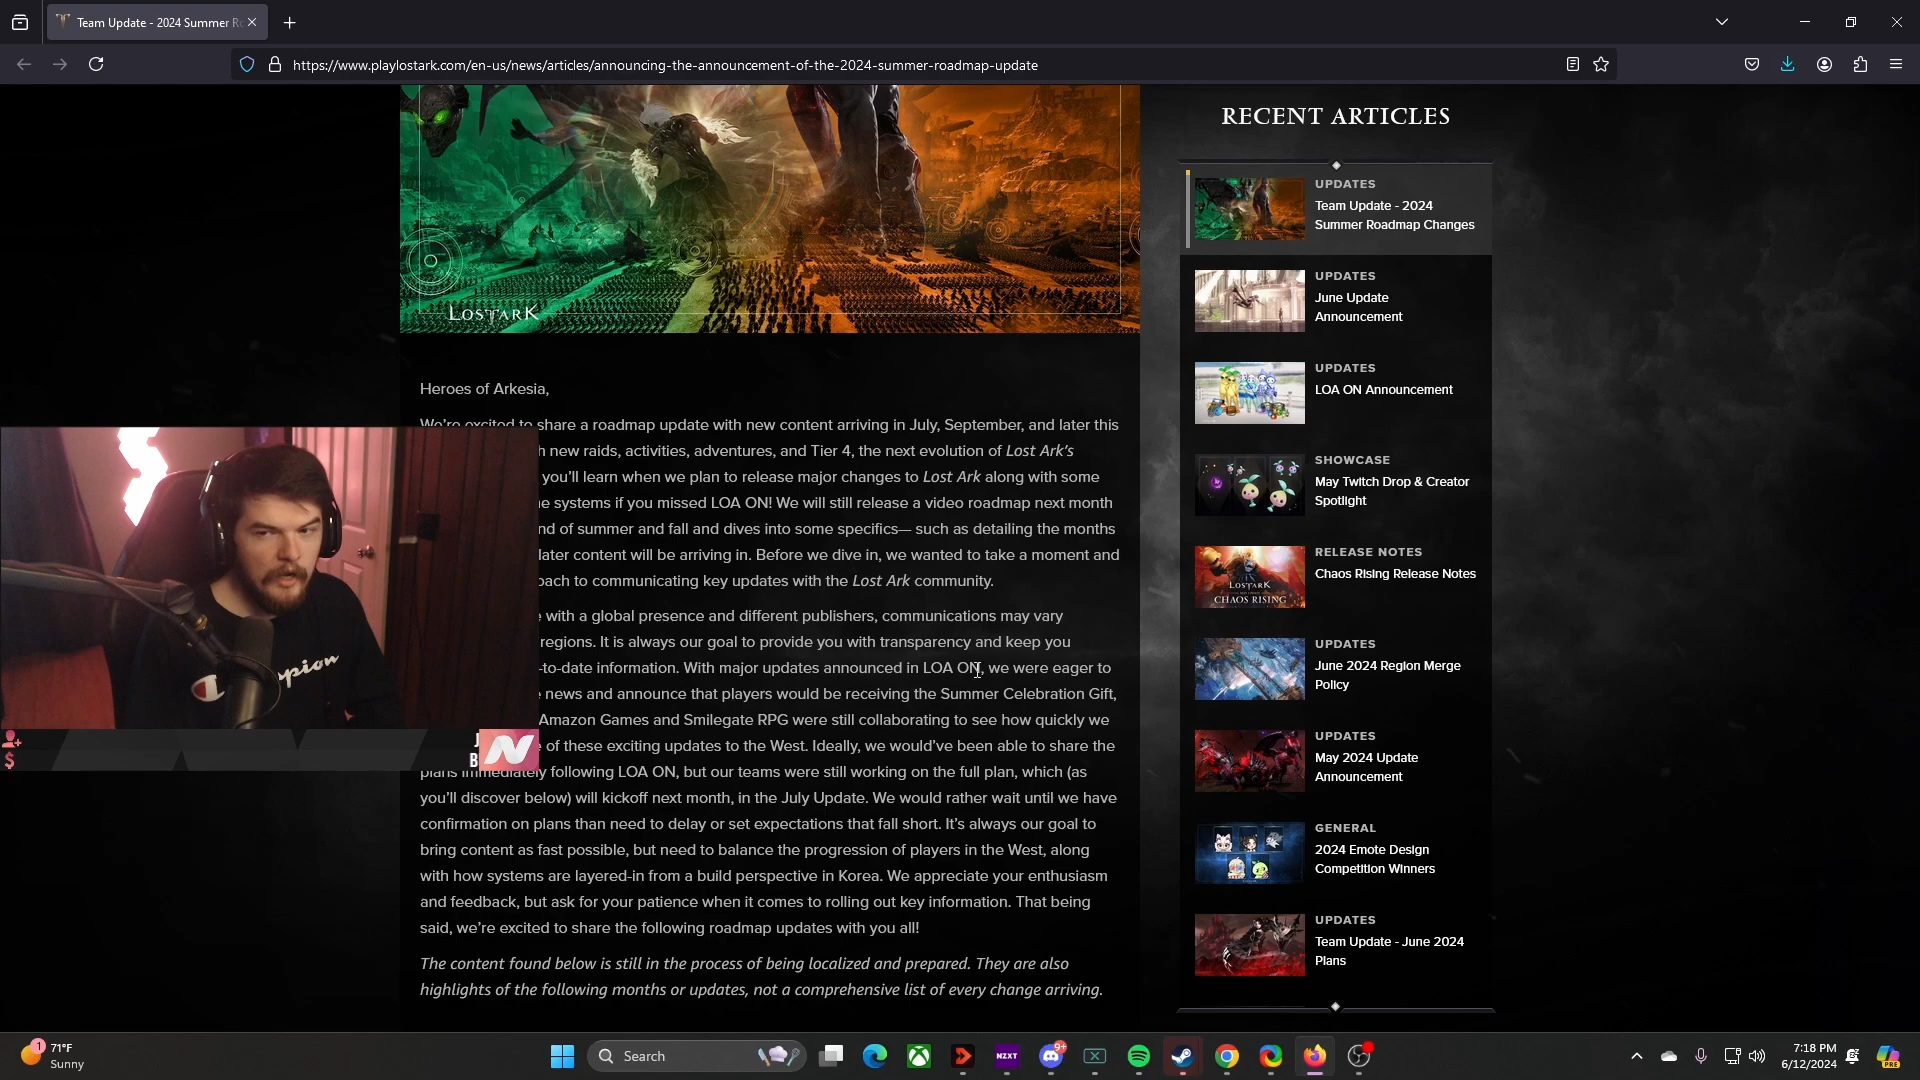 Team Update - 2024 Summer Ro
https://www.playlostark.com/en-us/news/articles/announcing-the-announcement-of-the-2024-summer-roadmap-update
LOSTARK
Heroes of Arkesia,
We're excited to share a roadmap update with new content arriving in July, September, and later this
new raids, activities, adventures, and Tier 4, the next evolution of Lost Ark's
you'll learn when we plan to release major changes to Lost Ark along with some
systems if you missed LOA ON! We will still release a video roadmap next month
of summer and fall and dives into some specifics— such as detailing the months
later content will be arriving in. Before we dive in, we wanted to take a moment and
to communicating key updates with the Lost Ark community.
with a global presence and different publishers, communications may vary
regions. It is always our goal to provide you with transparency and keep you
-to-date information. With major updates announced in LOA ON, we were eager to
news and announce that players would be receiving the Summer Celebration Gift,
Amazon Games and Smilegate RPG were still collaborating to see how quickly we
of these exciting updates to the West. Ideally, we would've been able to share the
plans immediately following LOA ON, but our teams were still working on the full plan, which (as
you'll discover below) will kickoff next month, in the July Update. We would rather wait until we have
confirmation on plans than need to delay or set expectations that fall short. It's always our goal to
bring content as fast possible, but need to balance the progression of players in the West, along
with how systems are layered-in from a build perspective in Korea. We appreciate your enthusiasm
and feedback, but ask for your patience when it comes to rolling out key information. That being
said, we're excited to share the following roadmap updates with you all!
The content found below is still in the process of being localized and prepared. They are also
highlights of the following months or updates, not a comprehensive list of every change arriving.
Champion
RECENT ARTICLES
UPDATES
Team Update - 2024
Summer Roadmap Changes
UPDATES
June Update
Announcement
UPDATES
LOA ON Announcement
SHOWCASE
May Twitch Drop & Creator
Spotlight
LOSTARK
CHAOS RISING
RELEASE NOTES
Chaos Rising Release Notes
UPDATES
June 2024 Region Merge
Policy
UPDATES
May 2024 Update
Announcement
GENERAL
2024 Emote Design
Competition Winners
UPDATES
Team Update - June 2024
Plans
1
71°F
Sunny
Search
NZXT
9+
7:18 PM
6/12/2024
PRE